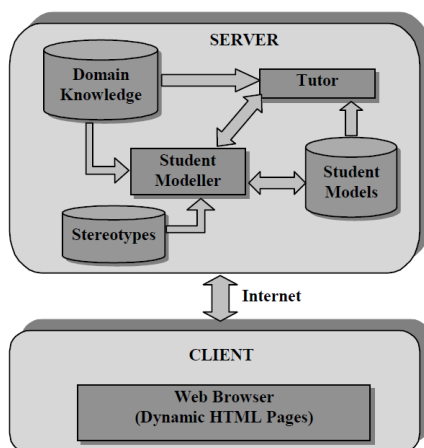 SERVER
Domain
Knowledge
Tutor
Student
Modeller
Student
Models
Stereotypes
Internet
CLIENT
Web Browser
(Dynamic HTML Pages)